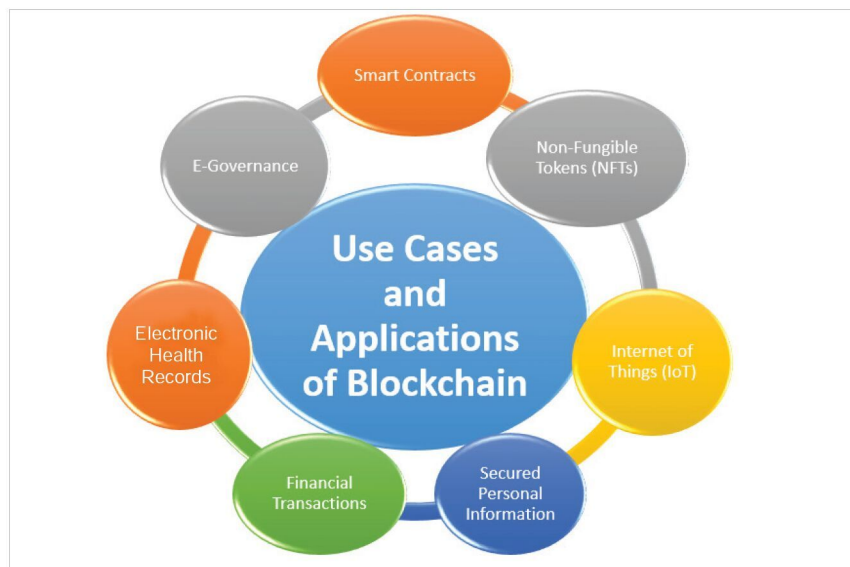 Smart Contracts
Non-Fungible
Tokens (NFTs)
Internet of
Things (IoT)
Secured
Personal
Information
Financial
Transactions
Electronic
Health
Records
E-Governance
Use Cases
and
Applications
of Blockchain